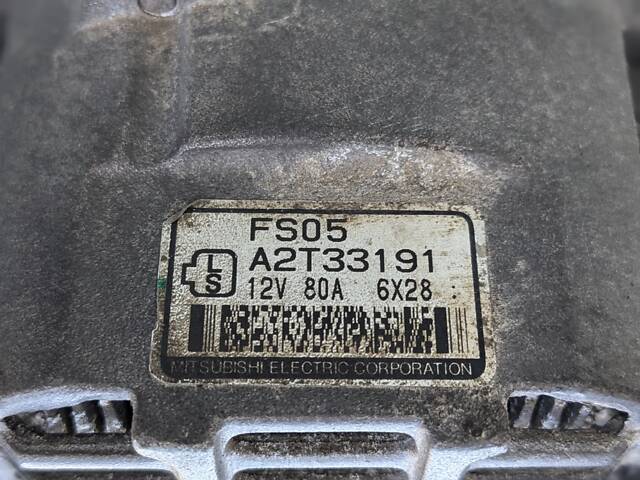 FS05
L
S
A2T33191
12V 80A 6X28
MITSUBISHI ELECTRIC CORPORATION